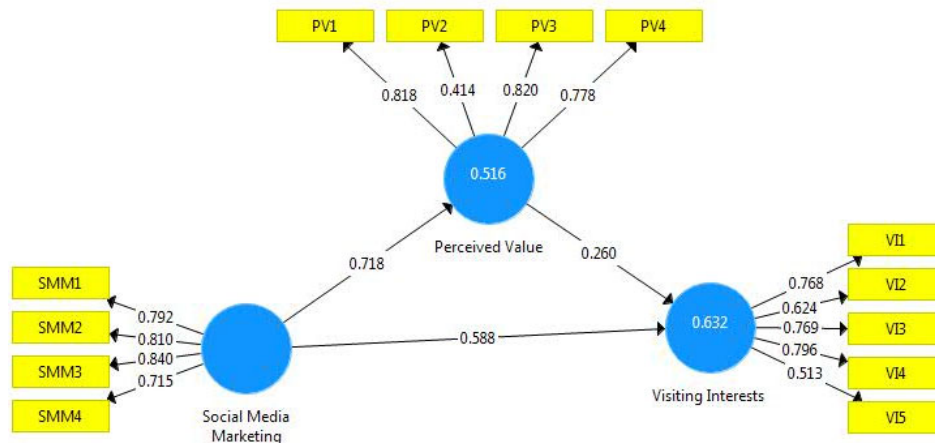 PV1 PV2 PV3 PV4
0.818 0.414 0.820 0.778
0.516
Perceived Value
0.718
0.260
SMM1
SMM2
SMM3
SMM4
0.792
0.810
0.840
0.715
Social Media
Marketing
0.588
0.632
Visiting Interests
0.768
0.624
0.769
0.796
0.513
VI1
VI2
VI3
VI4
VI5